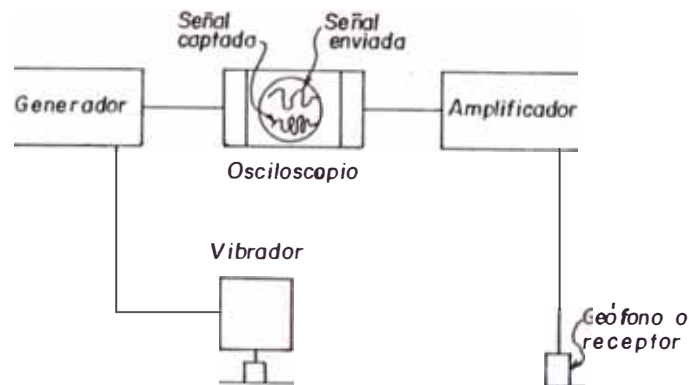 Señal
captada
Señal
enviada
Generador
Amplificador
Osciloscopio
Vibrador
Geófono o
receptor